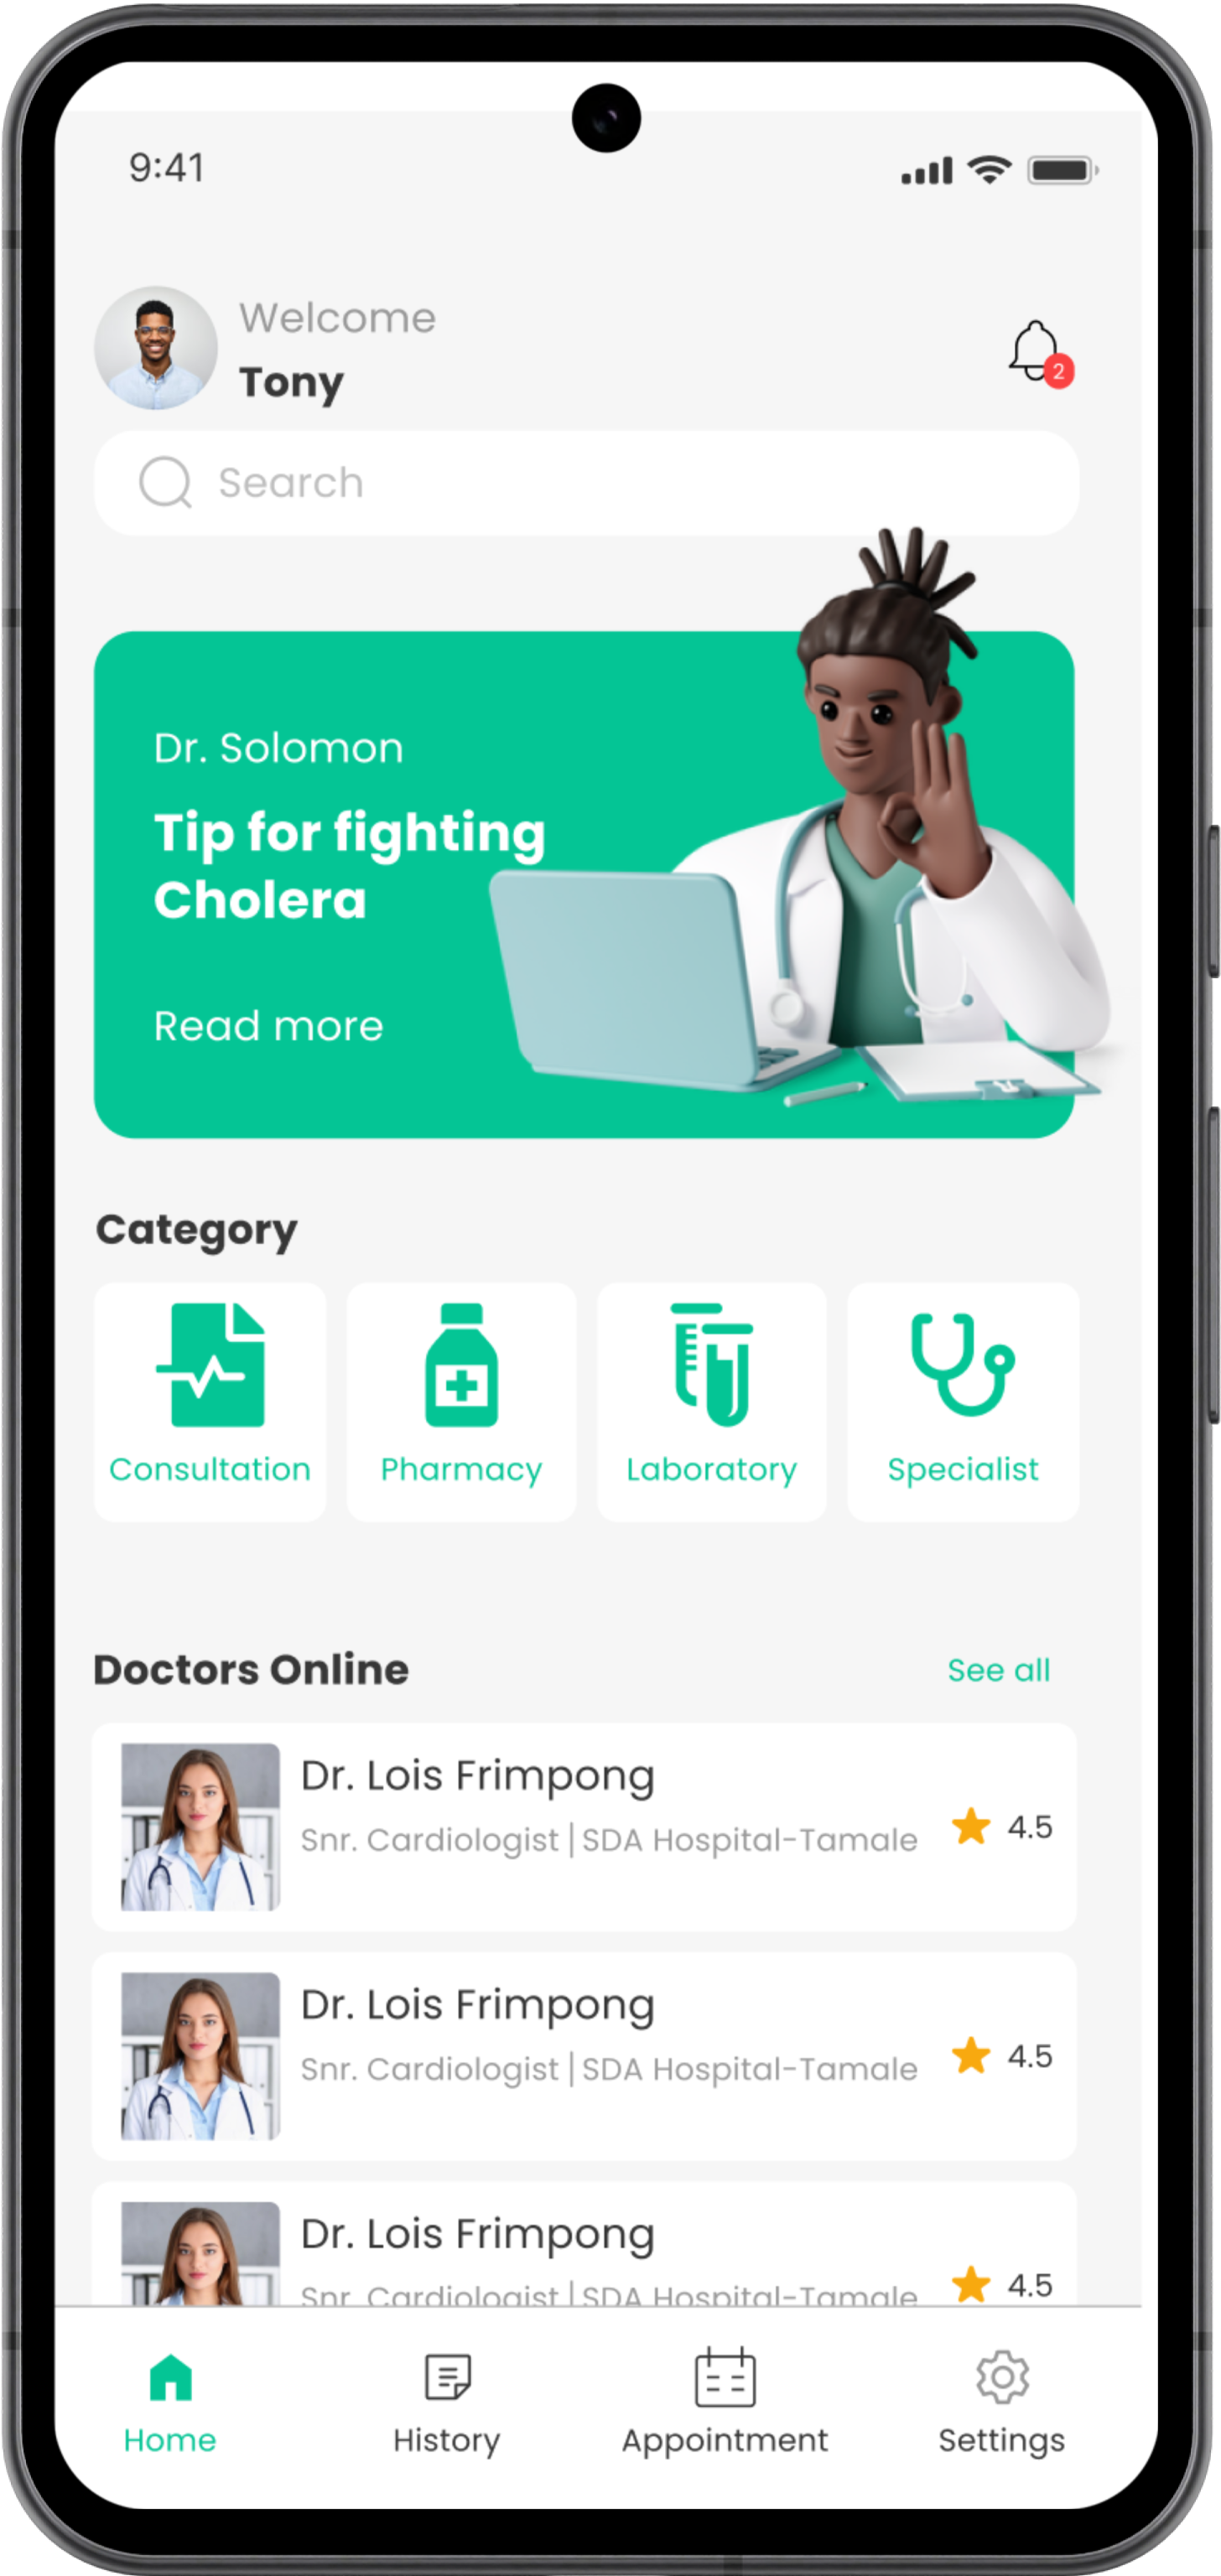 9:41
Welcome
Tony
2
Search
Dr. Solomon
Tip for fighting
Cholera
Read more
Category
Consultation
Pharmacy
Laboratory
Specialist
Doctors Online
See all
Dr. Lois Frimpong
Snr. Cardiologist | SDA Hospital-Tamale
4.5
Dr. Lois Frimpong
Snr. Cardiologist | SDA Hospital-Tamale
4.5
Dr. Lois Frimpong
Snr. Cardiologist | SDA Hospital-Tamale
4.5
Home
History
Appointment
Settings